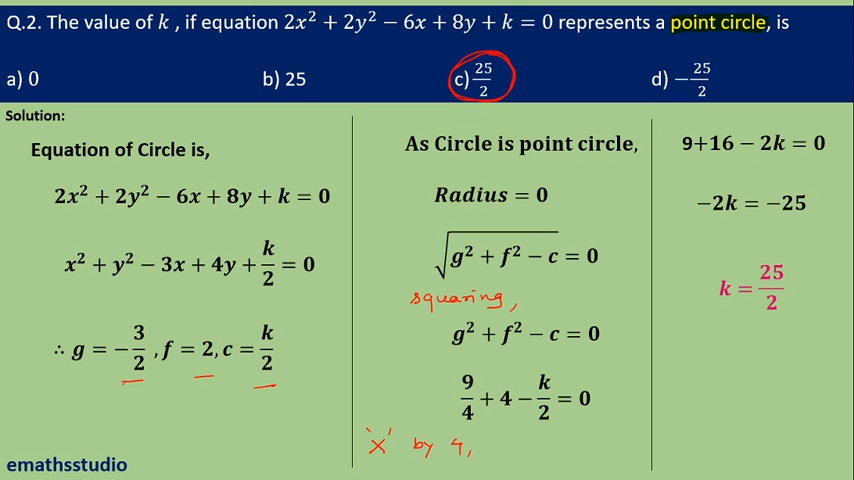 Q.2. The value of k , if equation 2x² + 2y² − 6x + 8y + k = 0 represents a point circle, is
a) 0 b) 25 c) 25/2 d) − 25/2
Solution:
Equation of Circle is,
2x² + 2y² − 6x + 8y + k = 0
x² + y² − 3x + 4y + k/2 = 0
∴ g = − 3/2 , f = 2, c = k/2
As Circle is point circle,
Radius = 0
√(g² + f² − c) = 0
squaring,
g² + f² − c = 0
9/4 + 4 − k/2 = 0
'x' by 4,
9+16 − 2k = 0
−2k = −25
k = 25/2
emathsstudio